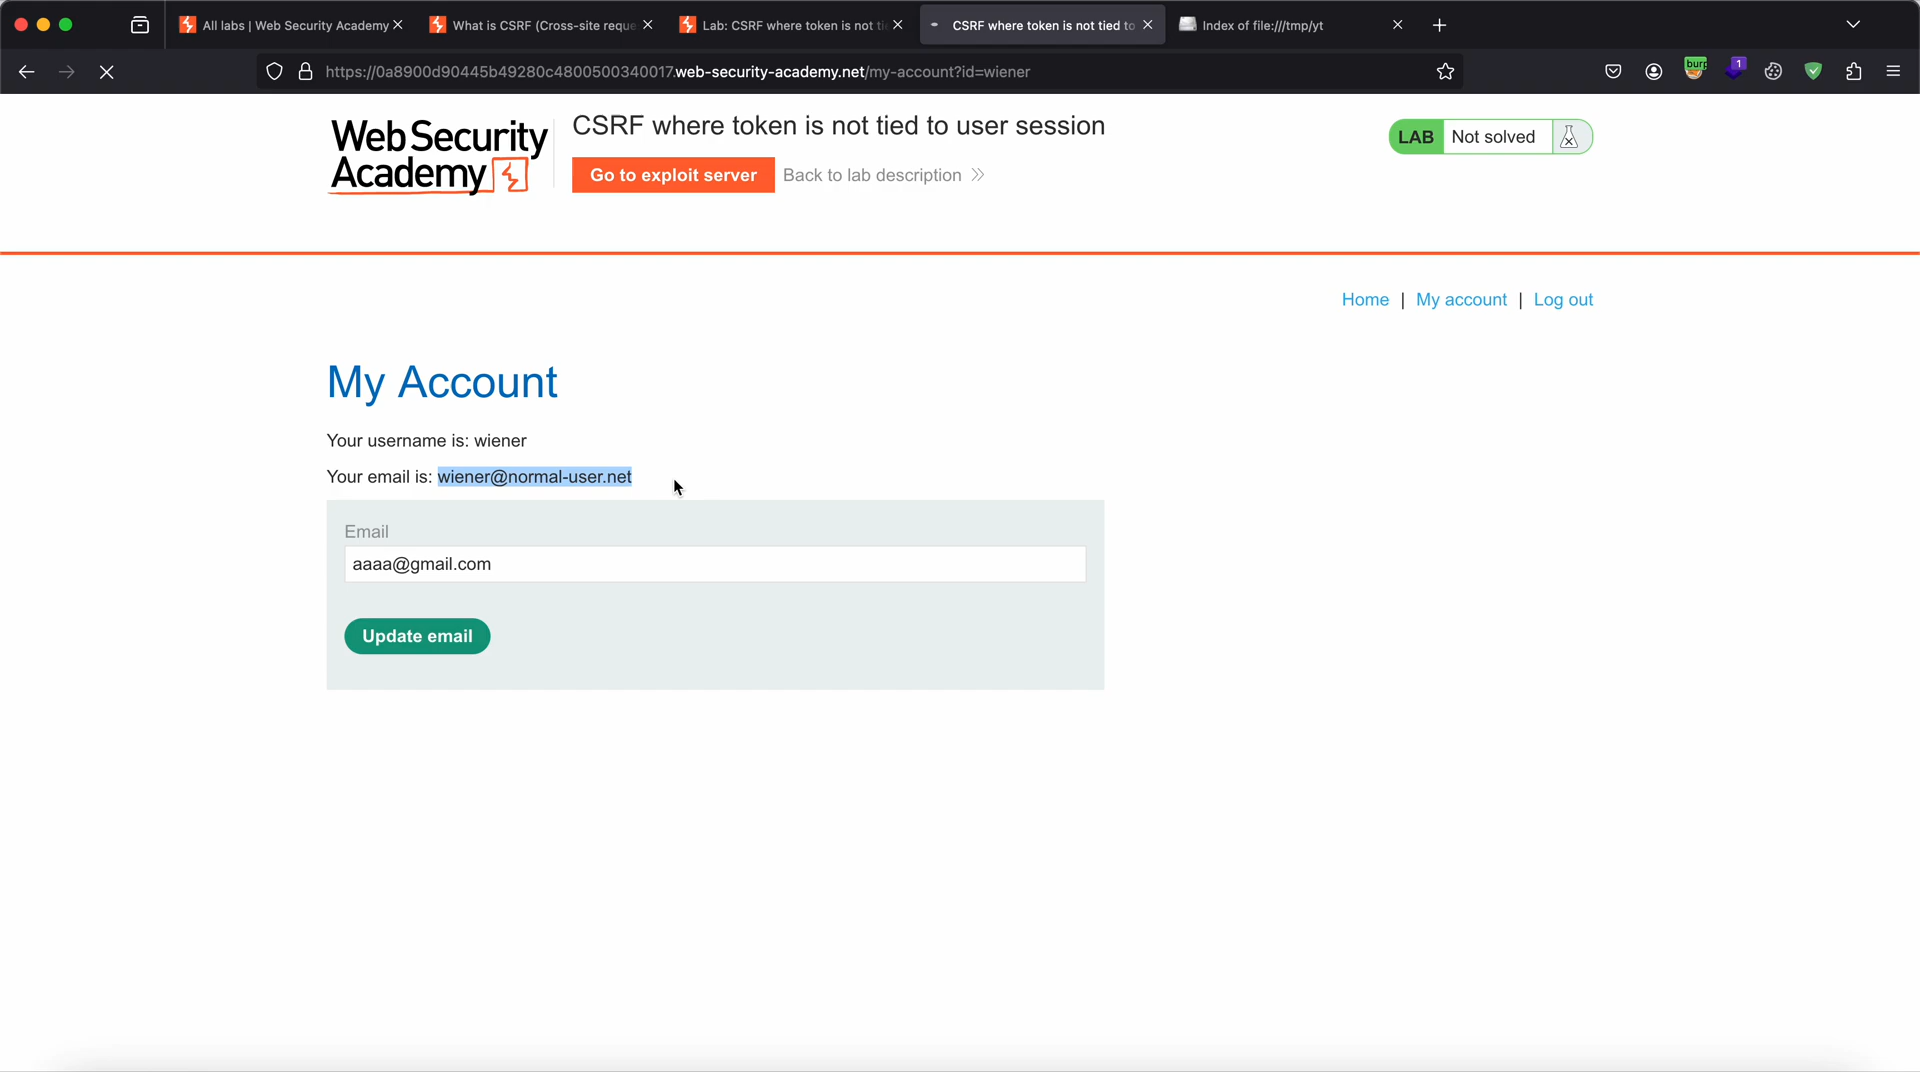 All labs | Web Security Academy
What is CSRF (Cross-site reque
Lab: CSRF where token is not ti
CSRF where token is not tied to
Index of file:///tmp/yt
https://0a8900d90445b49280c4800500340017.web-security-academy.net/my-account?id=wiener
burp
1
Web Security
Academy
CSRF where token is not tied to user session
Go to exploit server
Back to lab description
LAB Not solved
Home | My account | Log out
My Account
Your username is: wiener
Your email is: wiener@normal-user.net
Email
aaaa@gmail.com
Update email